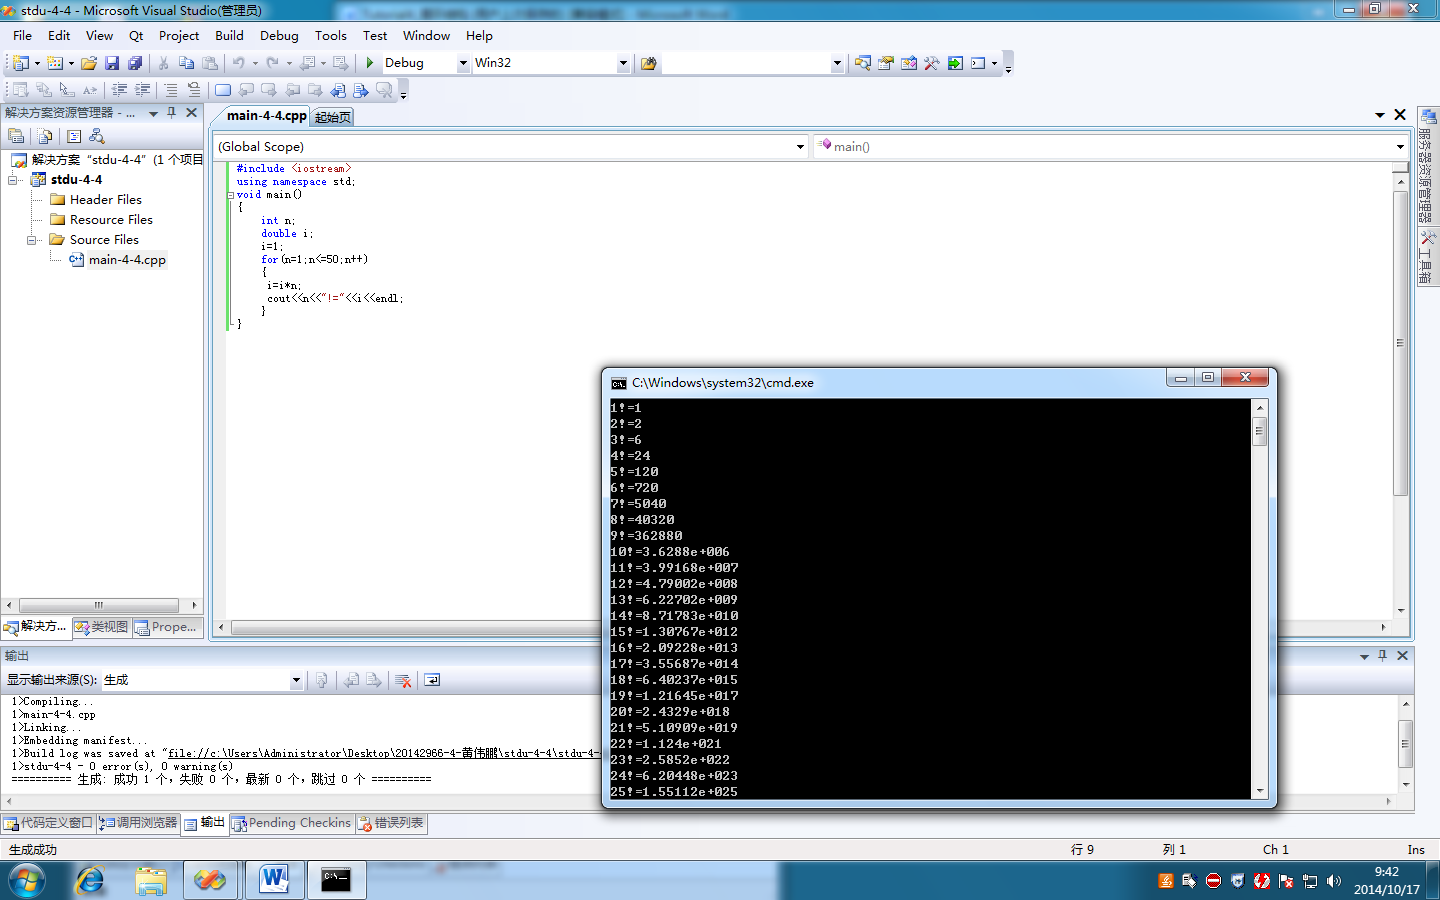 stdu-4-4 - Microsoft Visual Studio(管理员)
File Edit View Qt Project Build Debug Tools Test Window Help
Debug Win32
解决方案资源管理器 - ...
main-4-4.cpp 起始页
(Global Scope) main()
解决方案 "stdu-4-4" (1 个项目
stdu-4-4
Header Files
Resource Files
Source Files
main-4-4.cpp
#include <iostream>
using namespace std;
void main()
{
int n;
double i;
i=1;
for(n=1;n<=50;n++)
{
i=i*n;
cout<<n<<"!="<<i<<endl;
}
}
服务器资源管理器
工具箱
C:\Windows\system32\cmd.exe
1!=1
2!=2
3!=6
4!=24
5!=120
6!=720
7!=5040
8!=40320
9!=362880
10!=3.6288e+006
11!=3.99168e+007
12!=4.79002e+008
13!=6.22702e+009
14!=8.71783e+010
15!=1.30767e+012
16!=2.09228e+013
17!=3.55687e+014
18!=6.40237e+015
19!=1.21645e+017
20!=2.4329e+018
21!=5.10909e+019
22!=1.124e+021
23!=2.5852e+022
24!=6.20448e+023
25!=1.55112e+025
解决方... 类视图 Prope...
输出
显示输出来源(S): 生成
1>Compiling...
1>main-4-4.cpp
1>Linking...
1>Embedding manifest...
1>Build log was saved at "file://c:\Users\Administrator\Desktop\20142966-4-黄伟鹏\stdu-4-4\stdu-4-
1>stdu-4-4 - 0 error(s), 0 warning(s)
========== 生成: 成功 1 个，失败 0 个，最新 0 个，跳过 0 个 ==========
代码定义窗口 调用浏览器 输出 Pending Checkins 错误列表
生成成功 行 9 列 1 Ch 1 Ins
9:42
2014/10/17